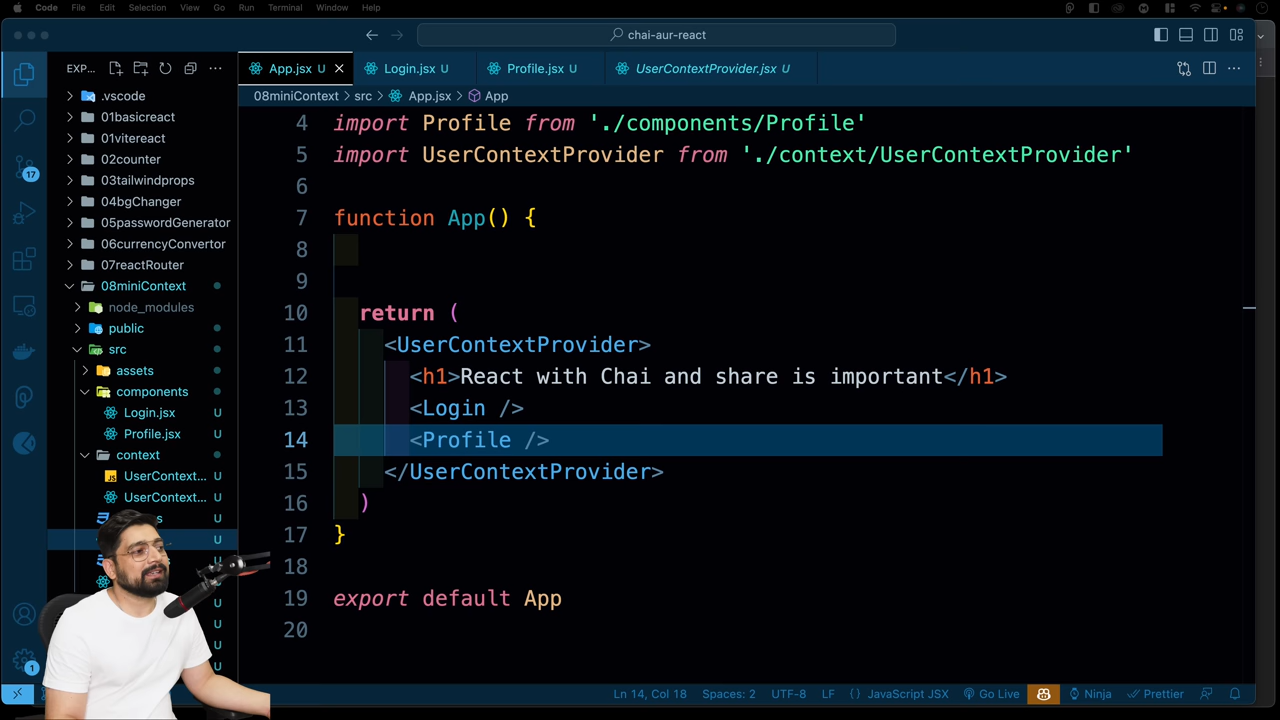 Code File Edit Selection View Go Run Terminal Window Help
chai-aur-react
EXP... App.jsx U Login.jsx U Profile.jsx U UserContextProvider.jsx U
08miniContext > src > App.jsx > App
.vscode
01basicreact
01vitereact
02counter
03tailwindprops
04bgChanger
05passwordGenerator
06currencyConvertor
07reactRouter
08miniContext
node_modules
public
src
assets
components
Login.jsx U
Profile.jsx U
context
UserContext... U
UserContext... U
U
U
U
U
U
U
U
U
17
1
4 import Profile from './components/Profile'
5 import UserContextProvider from './context/UserContextProvider'
6
7 function App() {
8
9
10 return (
11 <UserContextProvider>
12 <h1>React with Chai and share is important</h1>
13 <Login />
14 <Profile />
15 </UserContextProvider>
16 )
17 }
18
19 export default App
20
Ln 14, Col 18 Spaces: 2 UTF-8 LF {} JavaScript JSX Go Live Ninja Prettier